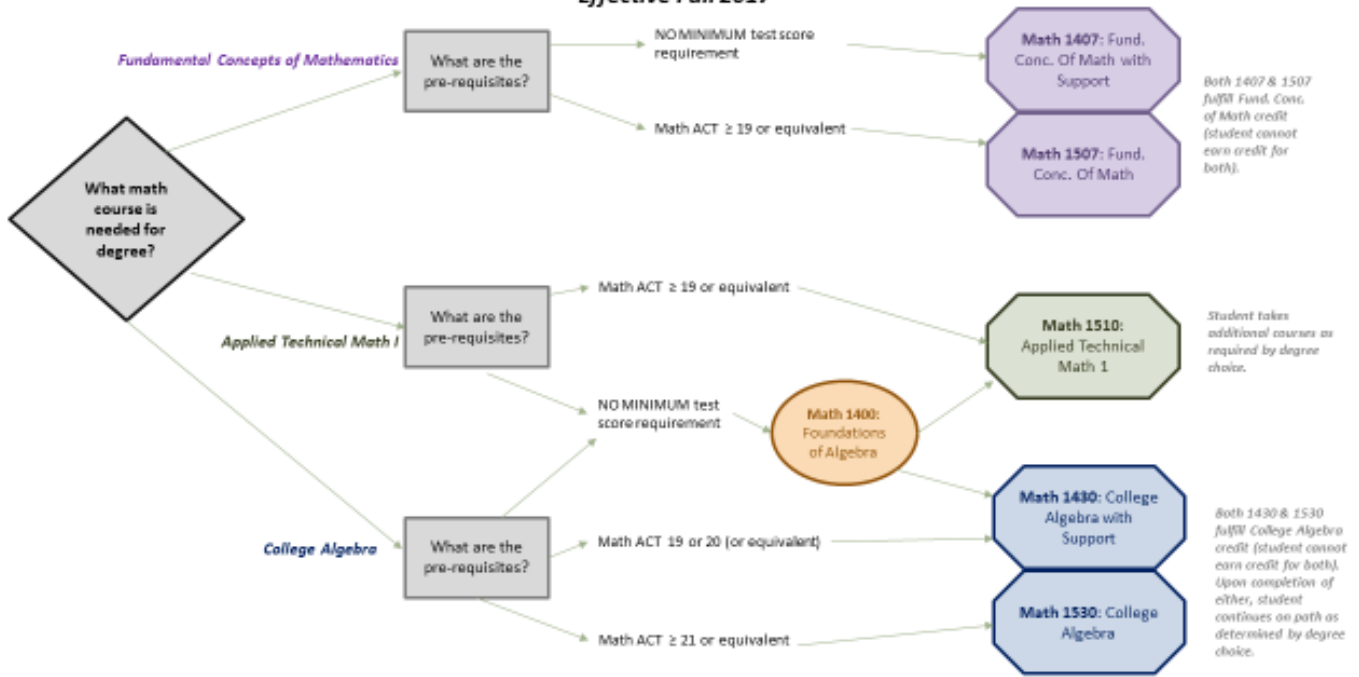 Effective Fall 2017
Fundamental Concepts of Mathematics
What are the
pre-requisites?
NO MINIMUM test score
requirement
Math 1407: Fund.
Conc. Of Math with
Support
Both 1407 & 1507
fulfill Fund. Conc.
of Math credit
(student cannot
earn credit for
both).
Math ACT ≥ 19 or equivalent
Math 1507: Fund.
Conc. Of Math
What math
course is
needed for
degree?
Applied Technical Math I
What are the
pre-requisites?
Math ACT ≥ 19 or equivalent
Math 1510:
Applied Technical
Math 1
Student takes
additional courses as
required by degree
choice.
NO MINIMUM test
score requirement
Math 1400:
Foundations
of Algebra
College Algebra
What are the
pre-requisites?
Math ACT 19 or 20 (or equivalent)
Math 1430: College
Algebra with
Support
Both 1430 & 1530
fulfill College Algebra
credit (student cannot
earn credit for both).
Upon completion of
either, student
continues on path as
determined by degree
choice.
Math ACT ≥ 21 or equivalent
Math 1530: College
Algebra